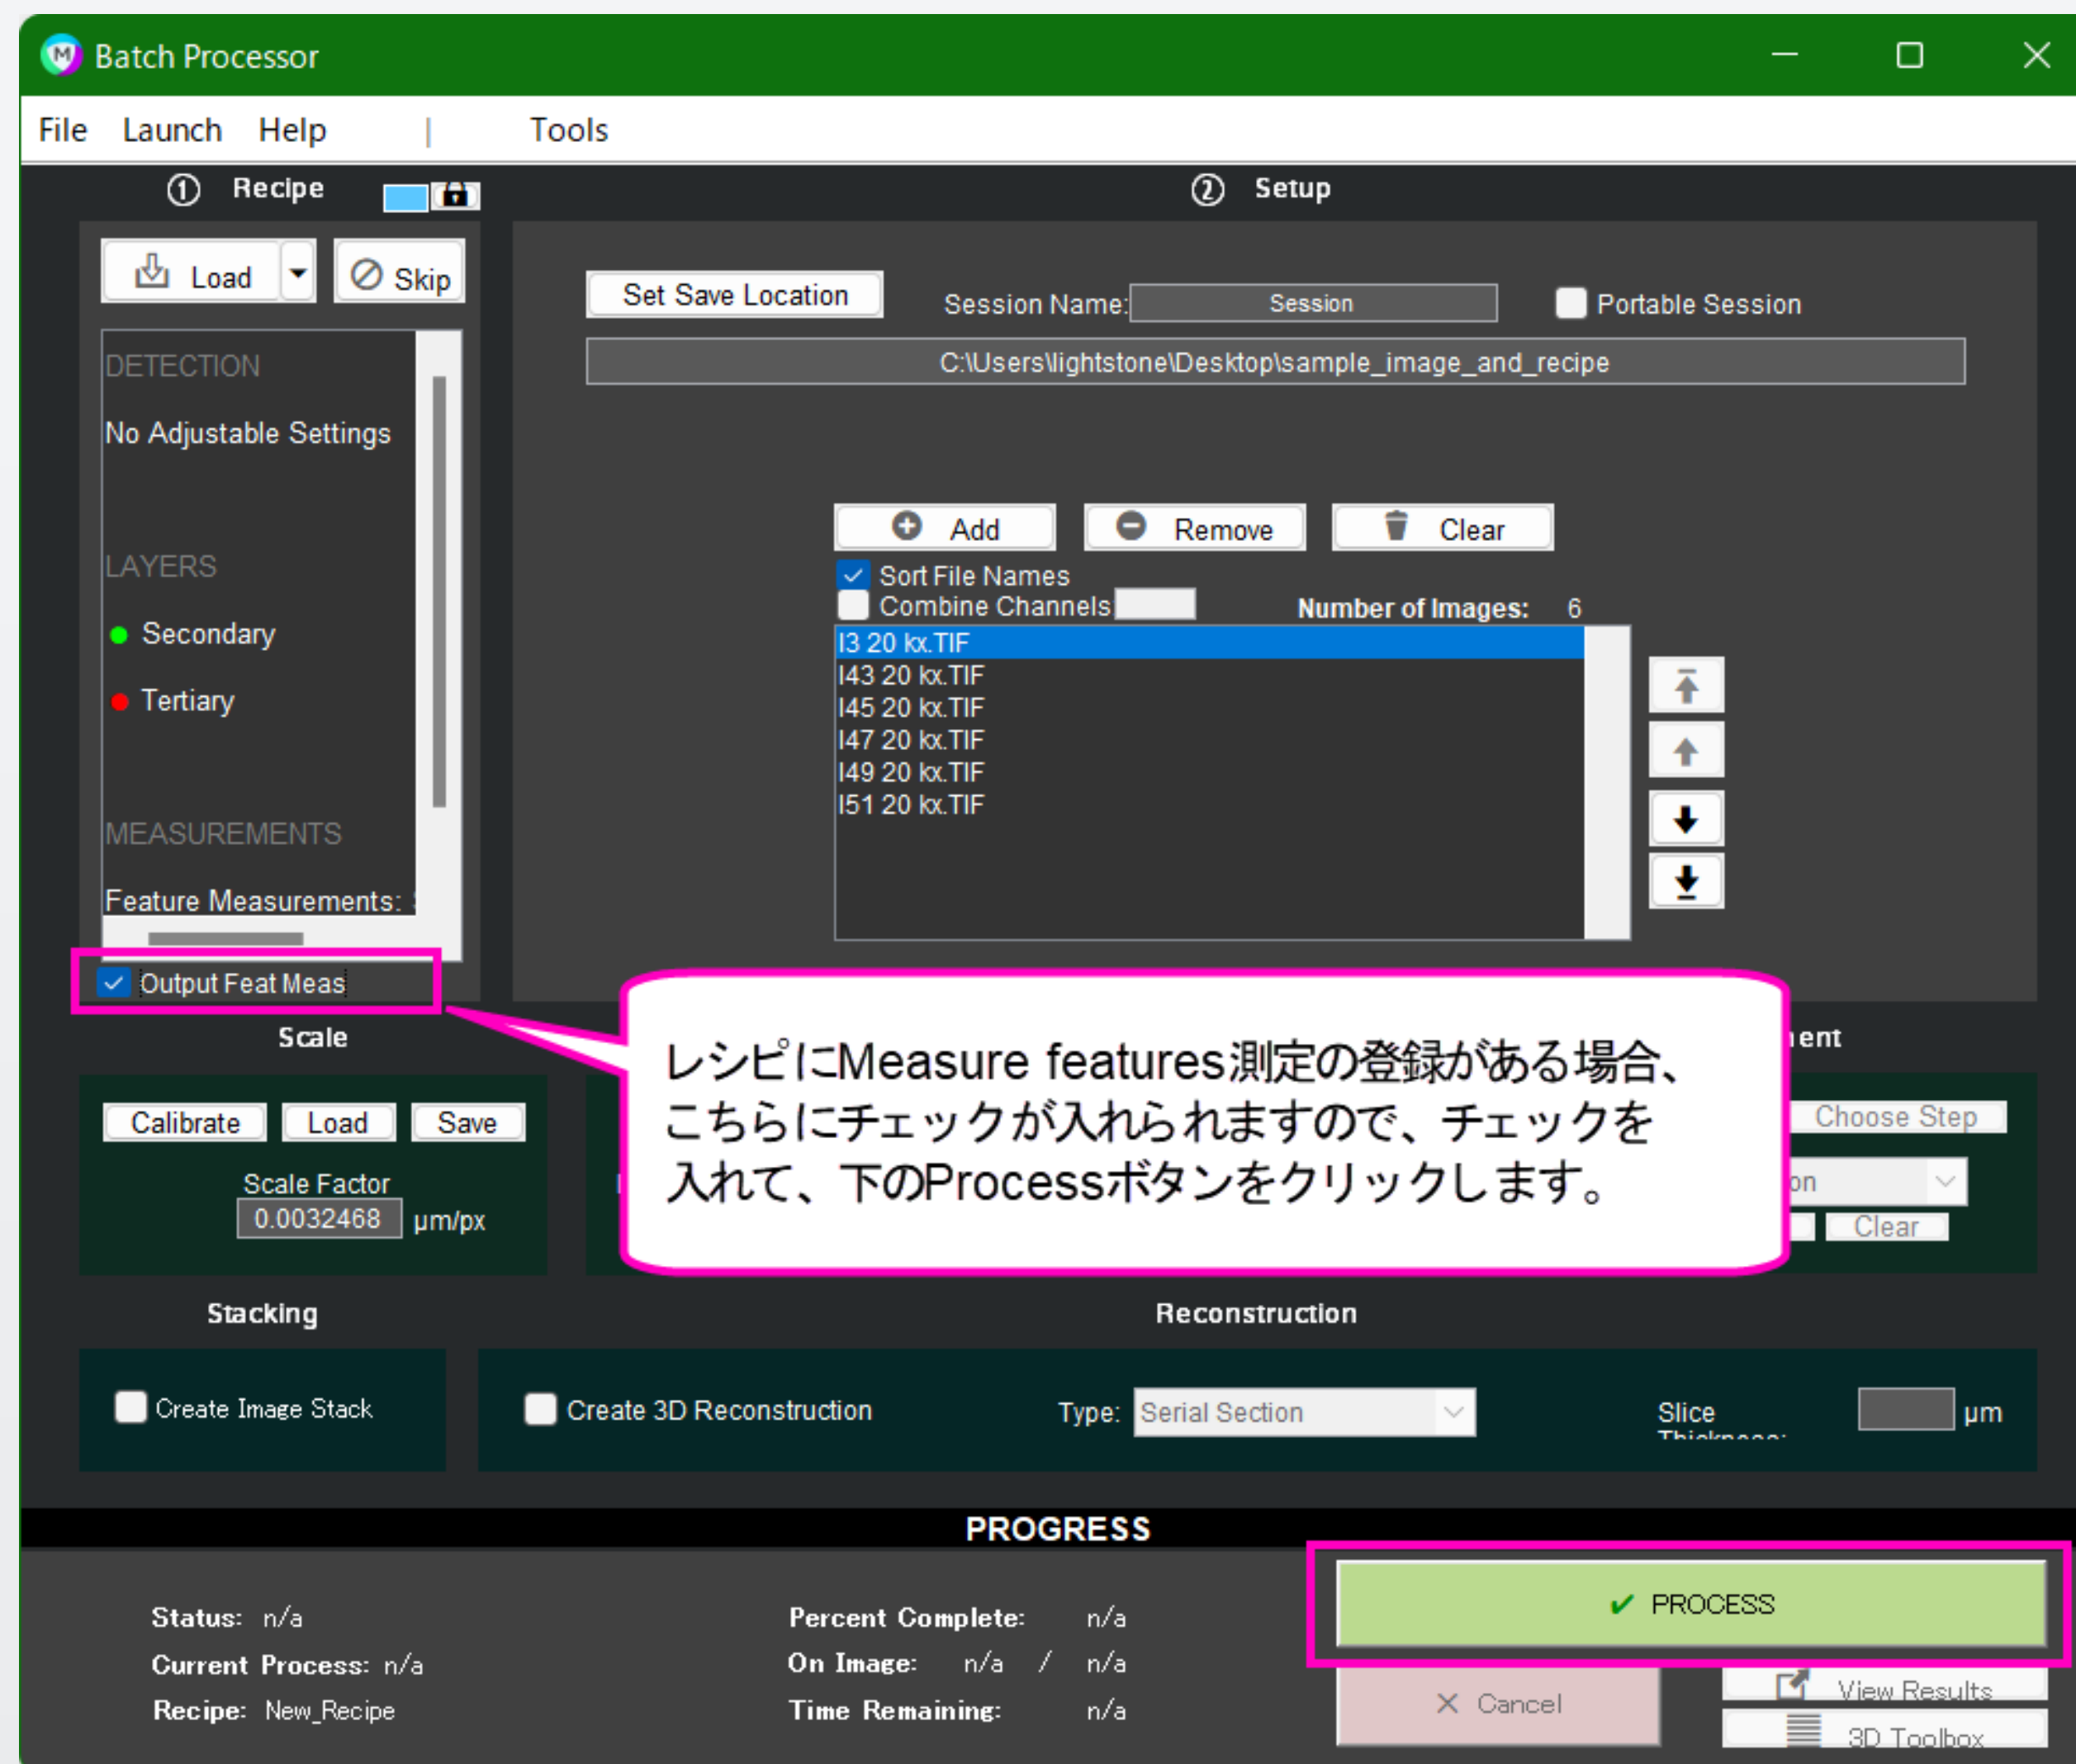 Batch Processor
File Launch Help | Tools
① Recipe
② Setup
Load
Skip
DETECTION
No Adjustable Settings
LAYERS
Secondary
Tertiary
MEASUREMENTS
Feature Measurements:
Output Feat Meas
Set Save Location
Session Name:
Session
Portable Session
C:\Users\lightstone\Desktop\sample_image_and_recipe
Add
Remove
Clear
Sort File Names
Combine Channels
Number of Images: 6
I3 20 kx.TIF
I43 20 kx.TIF
I45 20 kx.TIF
I47 20 kx.TIF
I49 20 kx.TIF
I51 20 kx.TIF
レシピにMeasure features測定の登録がある場合、
こちらにチェックが入れられますので、チェックを
入れて、下のProcessボタンをクリックします。
Scale
Calibrate
Load
Save
Scale Factor
0.0032468 µm/px
Choose Step
Clear
Stacking
Create Image Stack
Reconstruction
Create 3D Reconstruction
Type: Serial Section
Slice
Thickness:
µm
PROGRESS
Status: n/a
Current Process: n/a
Recipe: New_Recipe
Percent Complete: n/a
On Image: n/a / n/a
Time Remaining: n/a
✔ PROCESS
X Cancel
View Results
3D Toolbox